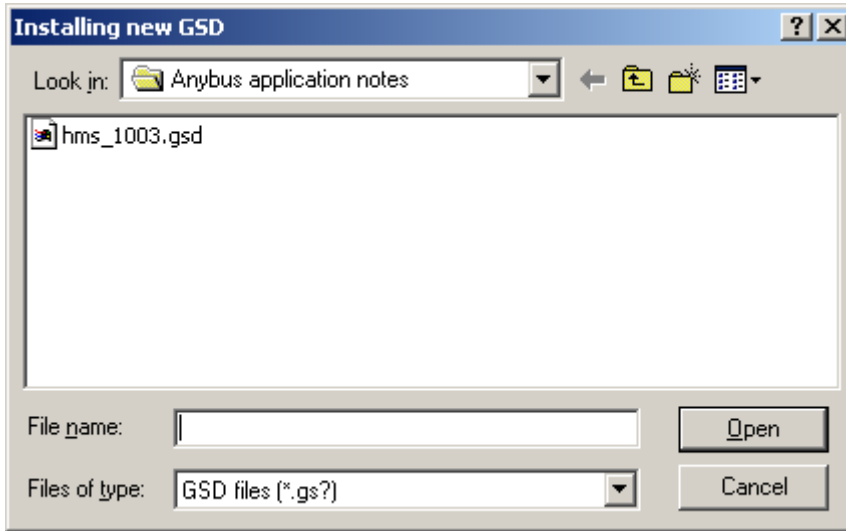 Installing new GSD
Look in: Anybus application notes
hms_1003.gsd
File name: Open
Files of type: GSD files (*.gs?) Cancel